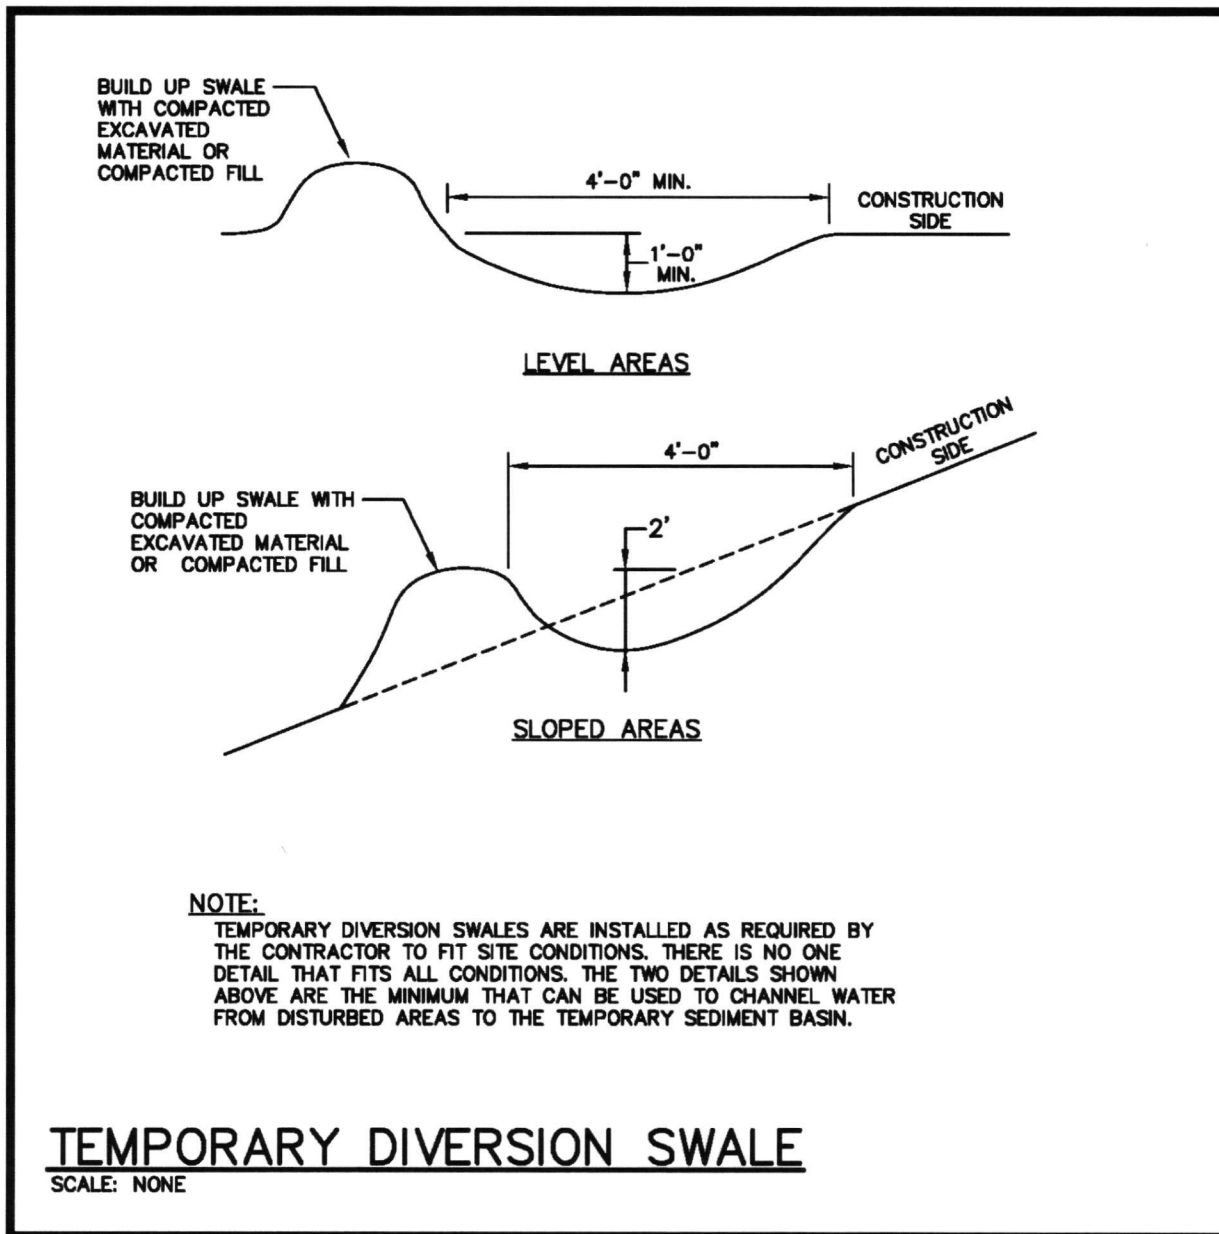 BUILD UP SWALE
WITH COMPACTED
EXCAVATED
MATERIAL OR
COMPACTED FILL
4'-0" MIN.
CONSTRUCTION
SIDE
1'-0"
MIN.
LEVEL AREAS
CONSTRUCTION
SIDE
4'-0"
BUILD UP SWALE WITH
COMPACTED
EXCAVATED MATERIAL
OR COMPACTED FILL
2'
SLOPED AREAS
NOTE:
TEMPORARY DIVERSION SWALES ARE INSTALLED AS REQUIRED BY
THE CONTRACTOR TO FIT SITE CONDITIONS. THERE IS NO ONE
DETAIL THAT FITS ALL CONDITIONS. THE TWO DETAILS SHOWN
ABOVE ARE THE MINIMUM THAT CAN BE USED TO CHANNEL WATER
FROM DISTURBED AREAS TO THE TEMPORARY SEDIMENT BASIN.
TEMPORARY DIVERSION SWALE
SCALE: NONE